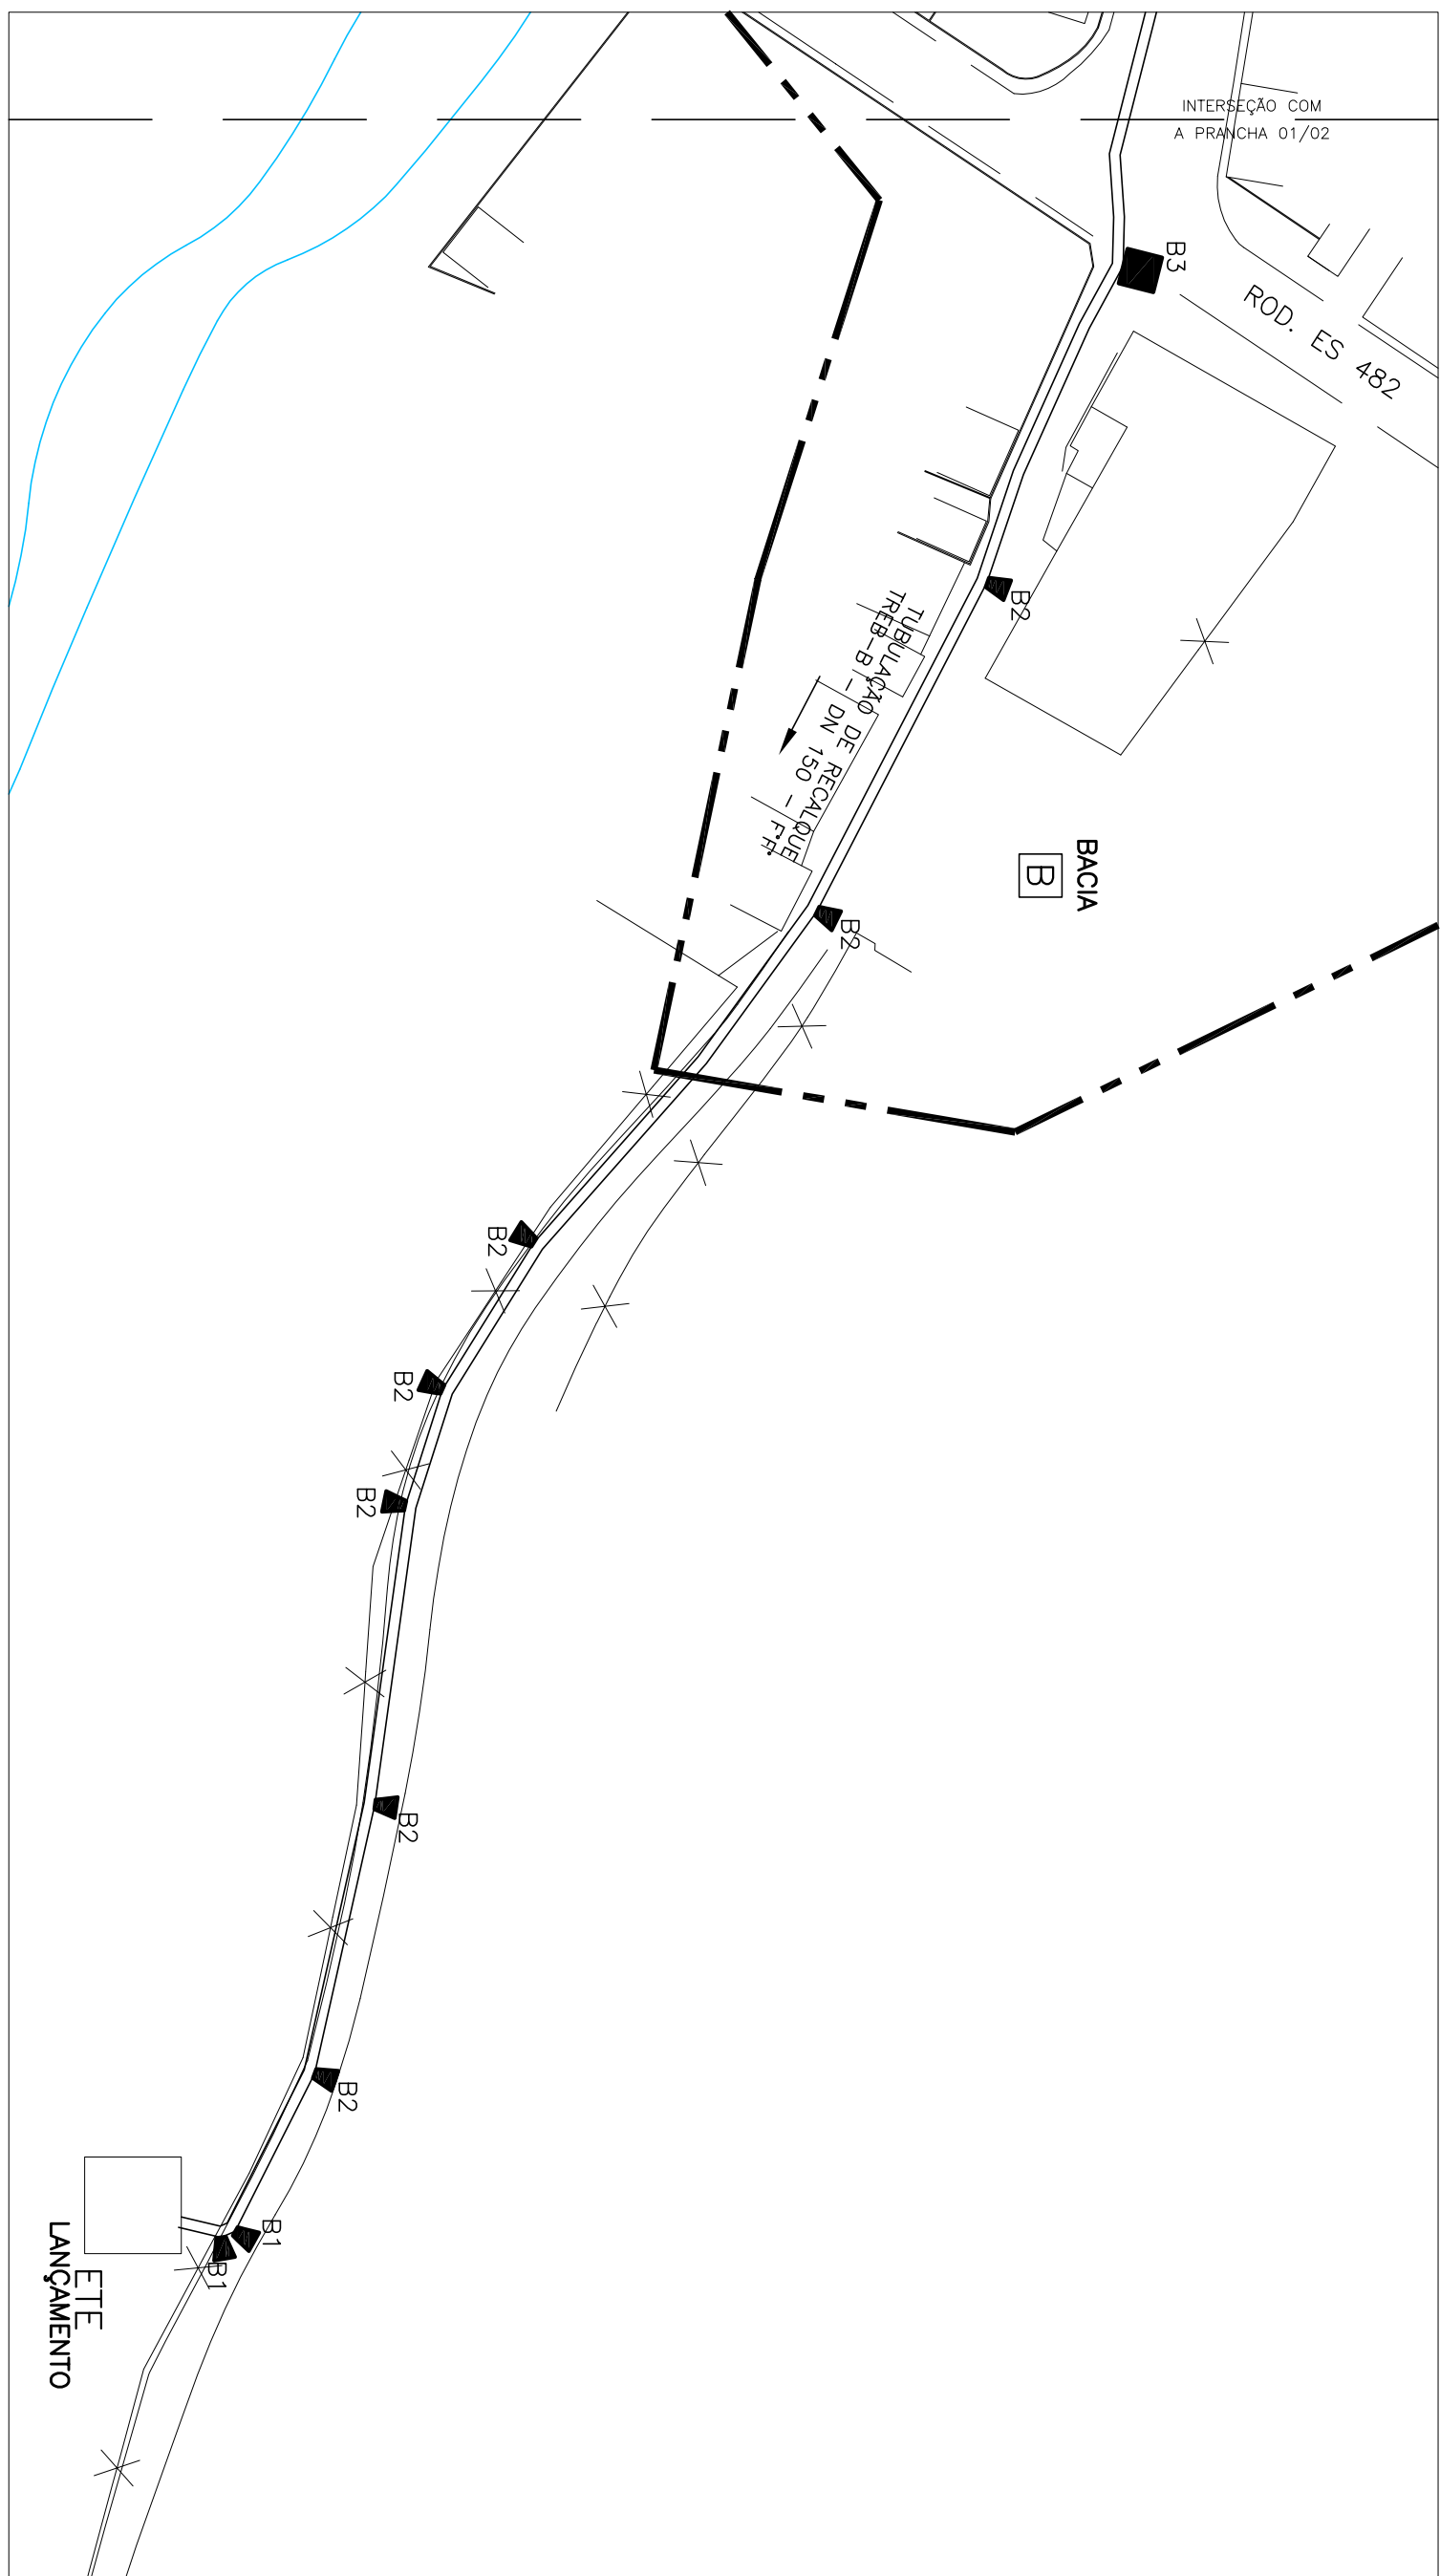 INTERSEÇÃO COM
A PRANCHA 01/02
B3
ROD. ES 482
B2
TUBULAÇÃO DE RECALQUE
TREB-B - DN 150 - F.F.
BACIA
B
B2
B2
B2
B2
B2
B2
B1
B1
ETE
LANÇAMENTO